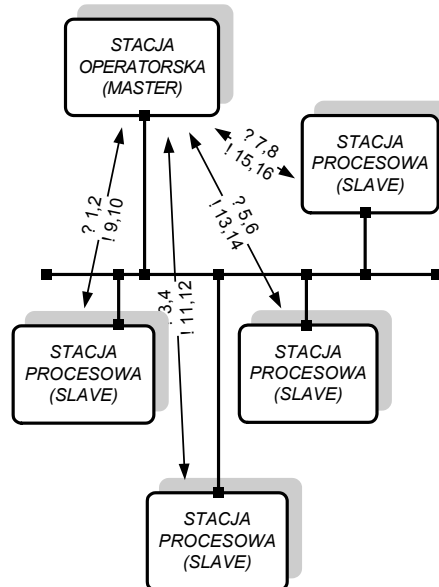 STACJA
OPERATORSKA
(MASTER)
STACJA
PROCESOWA
(SLAVE)
? 7,8
! 15,16
? 1,2
! 9,10
? 5,6
! 13,14
3,4
! 11,12
STACJA
PROCESOWA
(SLAVE)
STACJA
PROCESOWA
(SLAVE)
STACJA
PROCESOWA
(SLAVE)